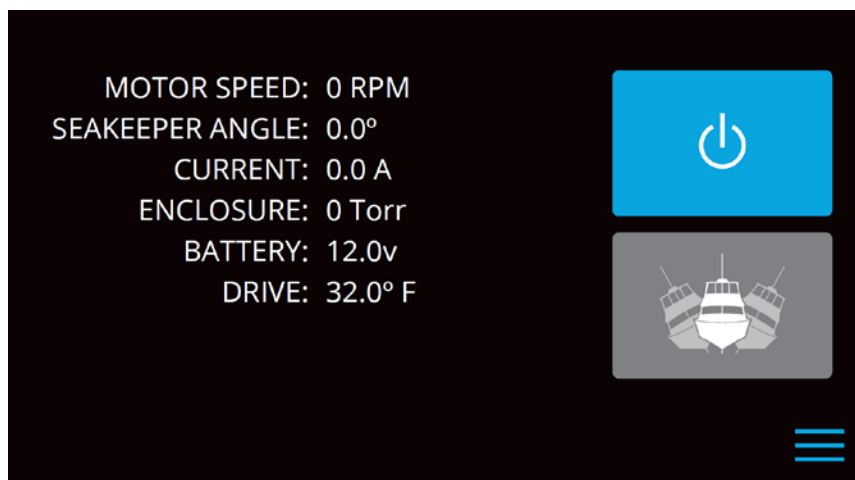 MOTOR SPEED: 0 RPM
SEAKEEPER ANGLE: 0.0º
CURRENT: 0.0 A
ENCLOSURE: 0 Torr
BATTERY: 12.0v
DRIVE: 32.0º F